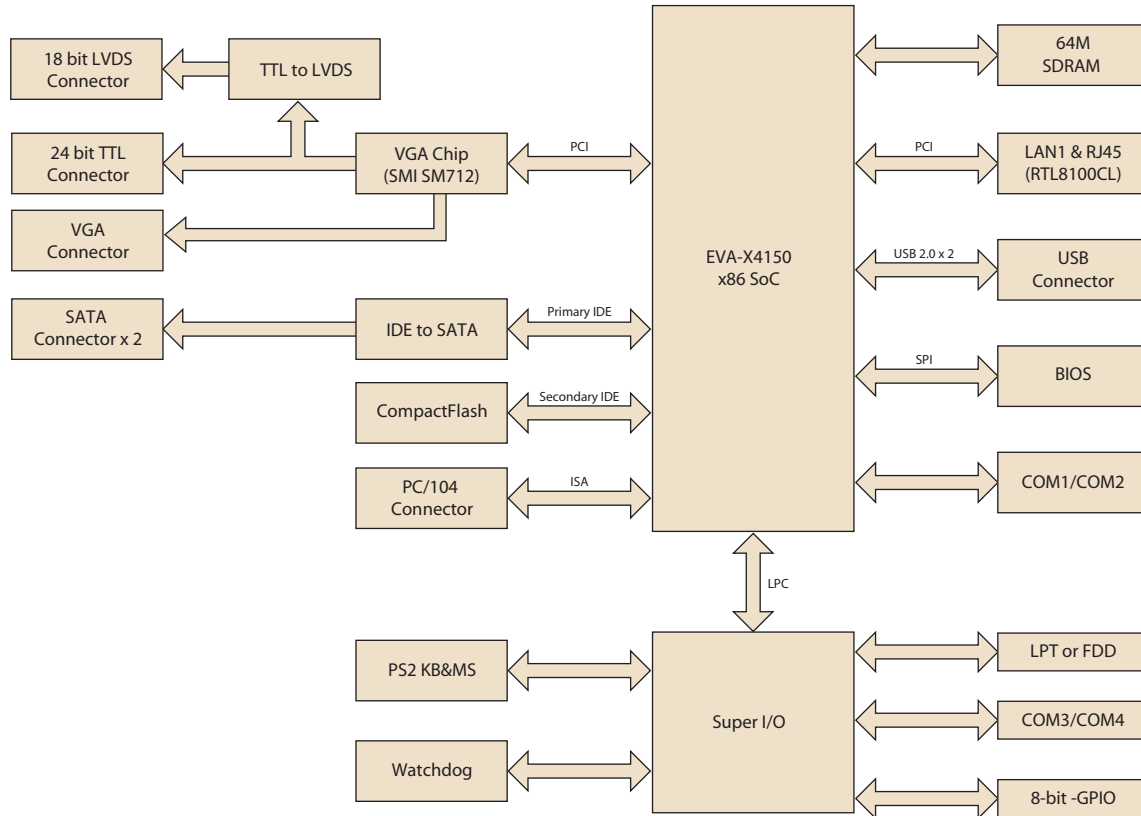 18 bit LVDS
Connector
TTL to LVDS
64M
SDRAM
24 bit TTL
Connector
VGA Chip
(SMI SM712)
PCI
PCI
LAN1 & RJ45
(RTL8100CL)
VGA
Connector
EVA-X4150
x86 SoC
USB 2.0 x 2
USB
Connector
SATA
Connector x 2
IDE to SATA
Primary IDE
SPI
BIOS
CompactFlash
Secondary IDE
PC/104
Connector
ISA
COM1/COM2
LPC
PS2 KB&MS
LPT or FDD
Super I/O
COM3/COM4
Watchdog
8-bit -GPIO